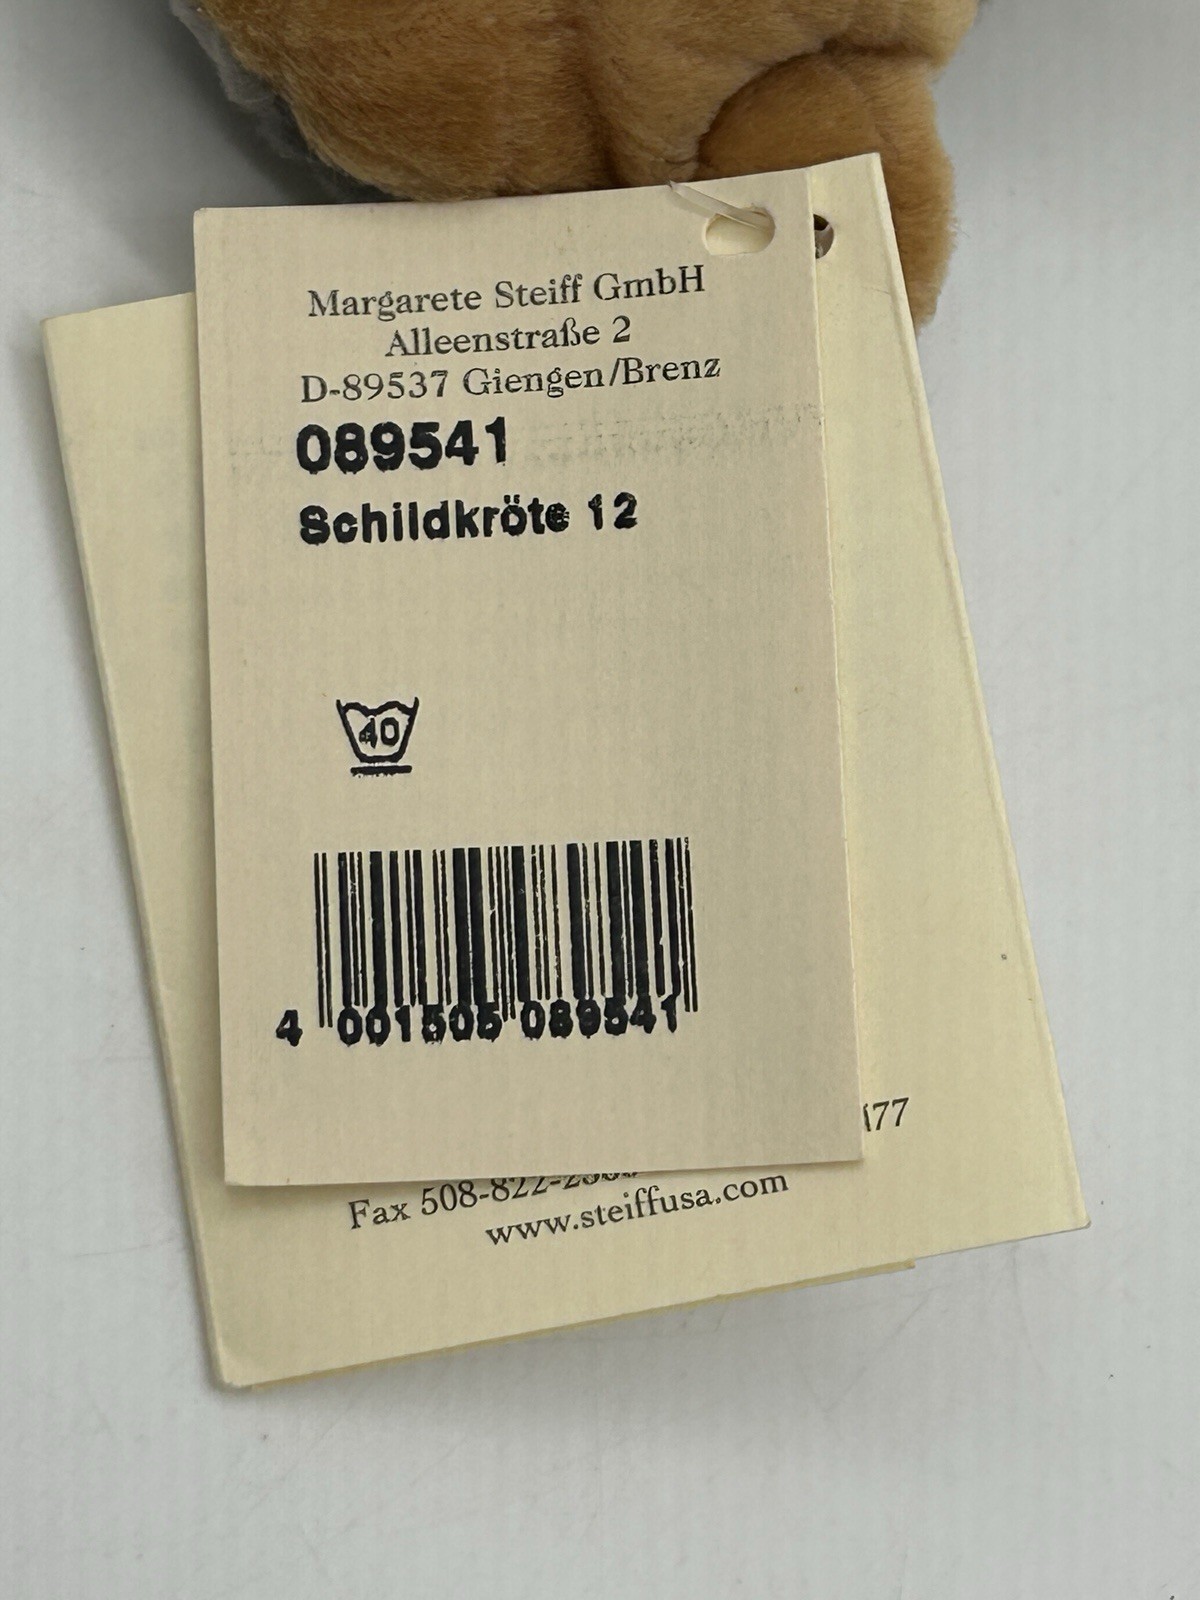 Margarete Steiff GmbH
Alleenstraße 2
D-89537 Giengen/Brenz
089541
Schildkröte 12
40
4 001505 089541
177
Fax 508-822-
www.steiffusa.com